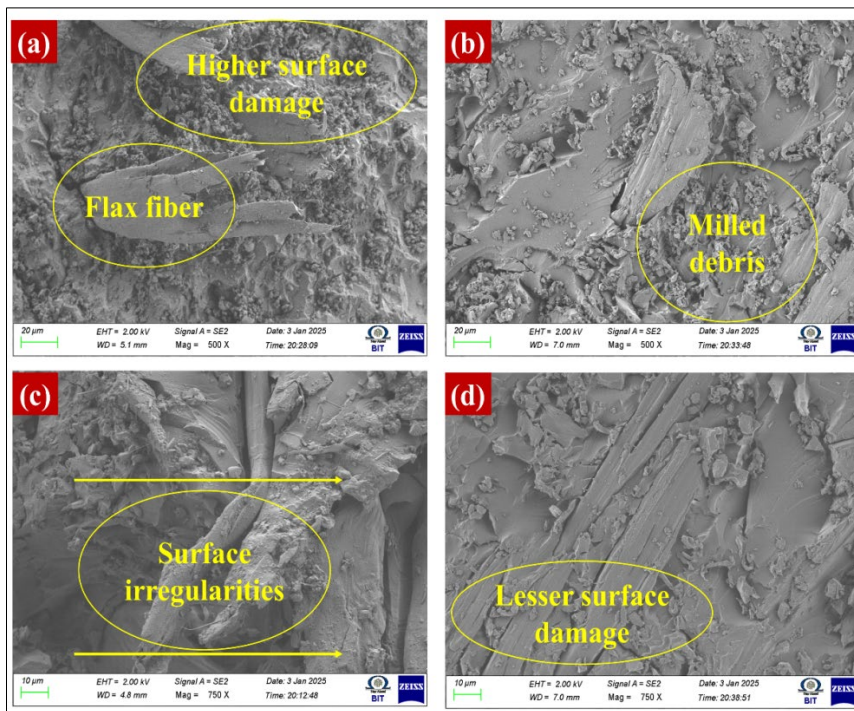 (a)
Higher surface
damage
Flax fiber
20 µm
EHT = 2.00 kV
Signal A = SE2
Date: 3 Jan 2025
WD = 5.1 mm
Mag = 500 X
Time: 20:28:09
BIT
ZEISS
(b)
Milled
debris
20 µm
EHT = 2.00 kV
Signal A = SE2
Date: 3 Jan 2025
WD = 7.0 mm
Mag = 500 X
Time: 20:33:48
BIT
ZEISS
(c)
Surface
irregularities
10 µm
EHT = 2.00 kV
Signal A = SE2
Date: 3 Jan 2025
WD = 4.8 mm
Mag = 750 X
Time: 20:12:48
BIT
ZEISS
(d)
Lesser surface
damage
10 µm
EHT = 2.00 kV
Signal A = SE2
Date: 3 Jan 2025
WD = 7.0 mm
Mag = 750 X
Time: 20:38:51
BIT
ZEISS